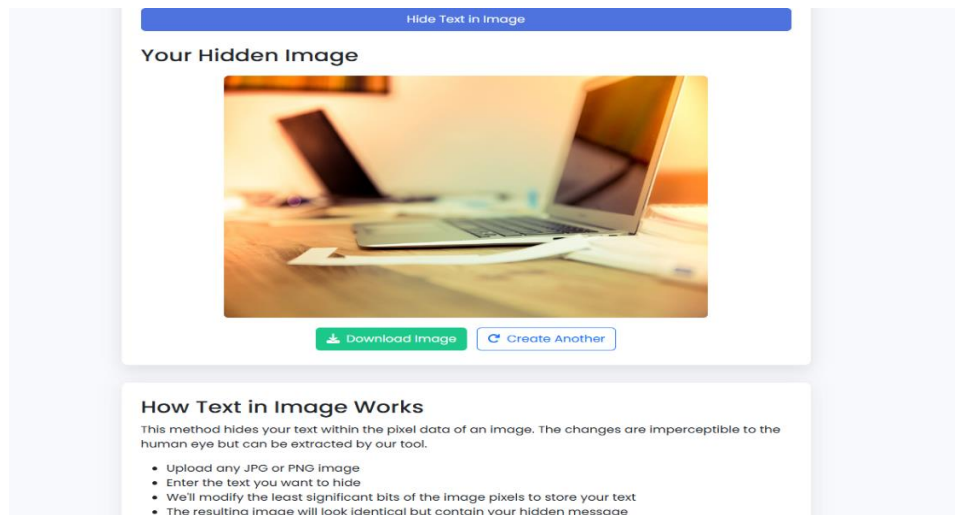 Hide Text in Image
Your Hidden Image
Download Image
Create Another
How Text in Image Works
This method hides your text within the pixel data of an image. The changes are imperceptible to the
human eye but can be extracted by our tool.
Upload any JPG or PNG image
Enter the text you want to hide
We'll modify the least significant bits of the image pixels to store your text
The resulting image will look identical but contain your hidden message